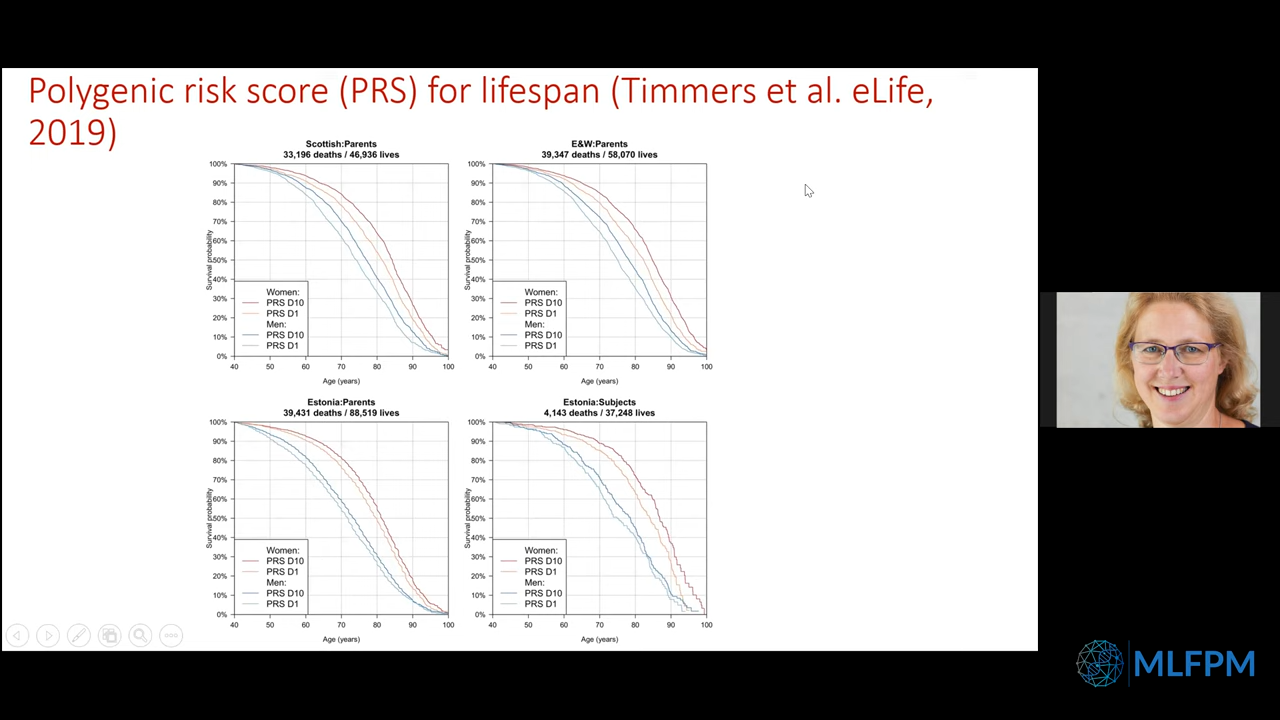 Polygenic risk score (PRS) for lifespan (Timmers et al. eLife,
2019)
Scottish:Parents
33,196 deaths / 46,936 lives
100%
90%
80%
70%
60%
50%
40%
30%
20%
10%
0%
Survival probability
Women:
PRS D10
PRS D1
Men:
PRS D10
PRS D1
40 50 60 70 80 90 100
Age (years)
E&W:Parents
39,347 deaths / 58,070 lives
100%
90%
80%
70%
60%
50%
40%
30%
20%
10%
0%
Survival probability
Women:
PRS D10
PRS D1
Men:
PRS D10
PRS D1
40 50 60 70 80 90 100
Age (years)
Estonia:Parents
39,431 deaths / 88,519 lives
100%
90%
80%
70%
60%
50%
40%
30%
20%
10%
0%
Survival probability
Women:
PRS D10
PRS D1
Men:
PRS D10
PRS D1
40 50 60 70 80 90 100
Age (years)
Estonia:Subjects
4,143 deaths / 37,248 lives
100%
90%
80%
70%
60%
50%
40%
30%
20%
10%
0%
Survival probability
Women:
PRS D10
PRS D1
Men:
PRS D10
PRS D1
40 50 60 70 80 90 100
Age (years)
MLFPM